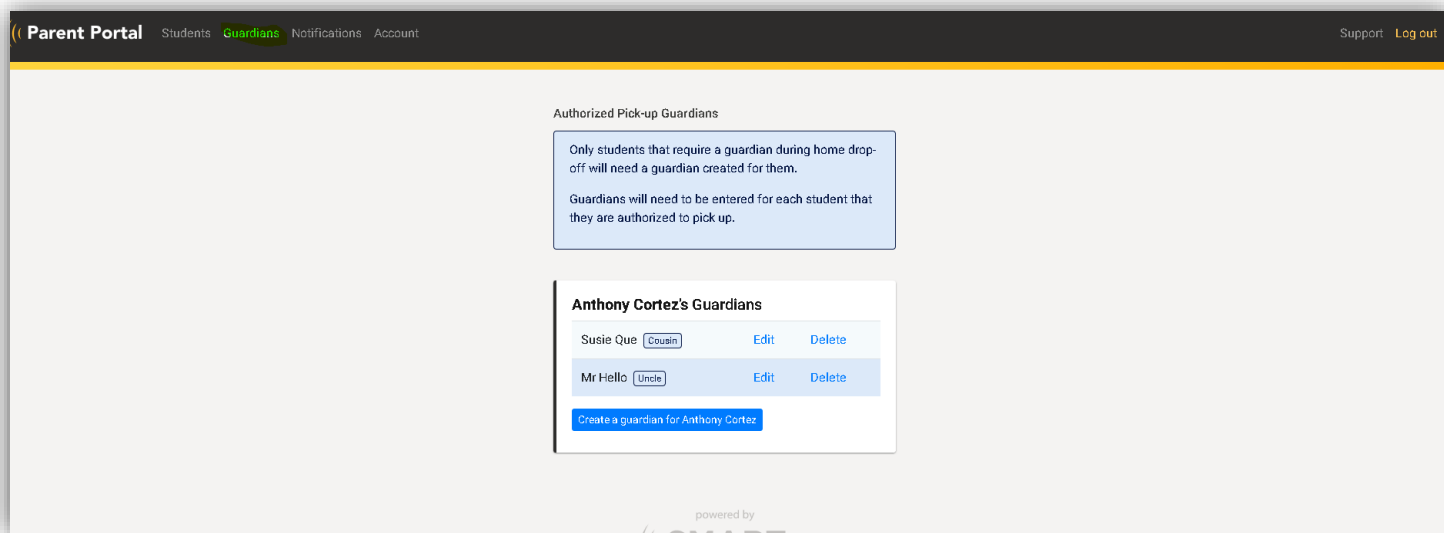 Parent Portal Students Guardians Notifications Account Support Log out
Authorized Pick-up Guardians
Only students that require a guardian during home drop-
off will need a guardian created for them.
Guardians will need to be entered for each student that
they are authorized to pick up.
Anthony Cortez's Guardians
Susie Que Cousin Edit Delete
Mr Hello Uncle Edit Delete
Create a guardian for Anthony Cortez
powered by